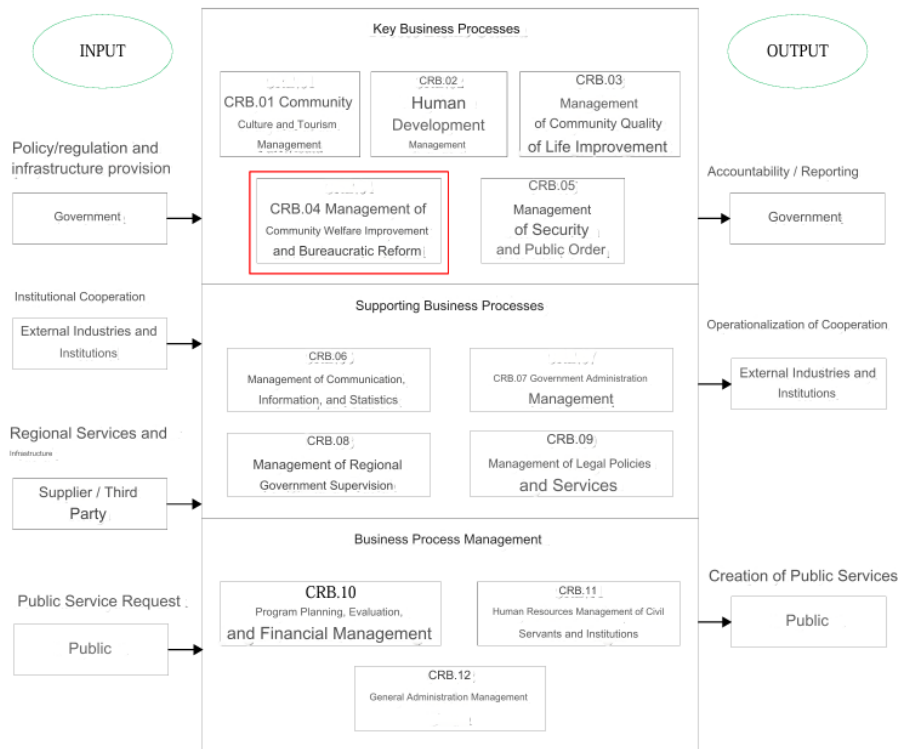 INPUT
Key Business Processes
OUTPUT
CRB.01 Community
Culture and Tourism
Management
CRB.02
Human
Development
Management
CRB.03
Management
of Community Quality
of Life Improvement
Policy/regulation and
infrastructure provision
Government
CRB.04 Management of
Community Welfare Improvement
and Bureaucratic Reform
CRB.05
Management
of Security
and Public Order
Accountability / Reporting
Government
Institutional Cooperation
External Industries and
Institutions
Supporting Business Processes
Operationalization of Cooperation
External Industries and
Institutions
CRB.06
Management of Communication,
Information, and Statistics
CRB.07 Government Administration
Management
Regional Services and
Infrastructure
Supplier / Third
Party
CRB.08
Management of Regional
Government Supervision
CRB.09
Management of Legal Policies
and Services
Business Process Management
Public Service Request
Public
CRB.10
Program Planning, Evaluation,
and Financial Management
CRB.11
Human Resources Management of Civil
Servants and Institutions
Creation of Public Services
Public
CRB.12
General Administration Management